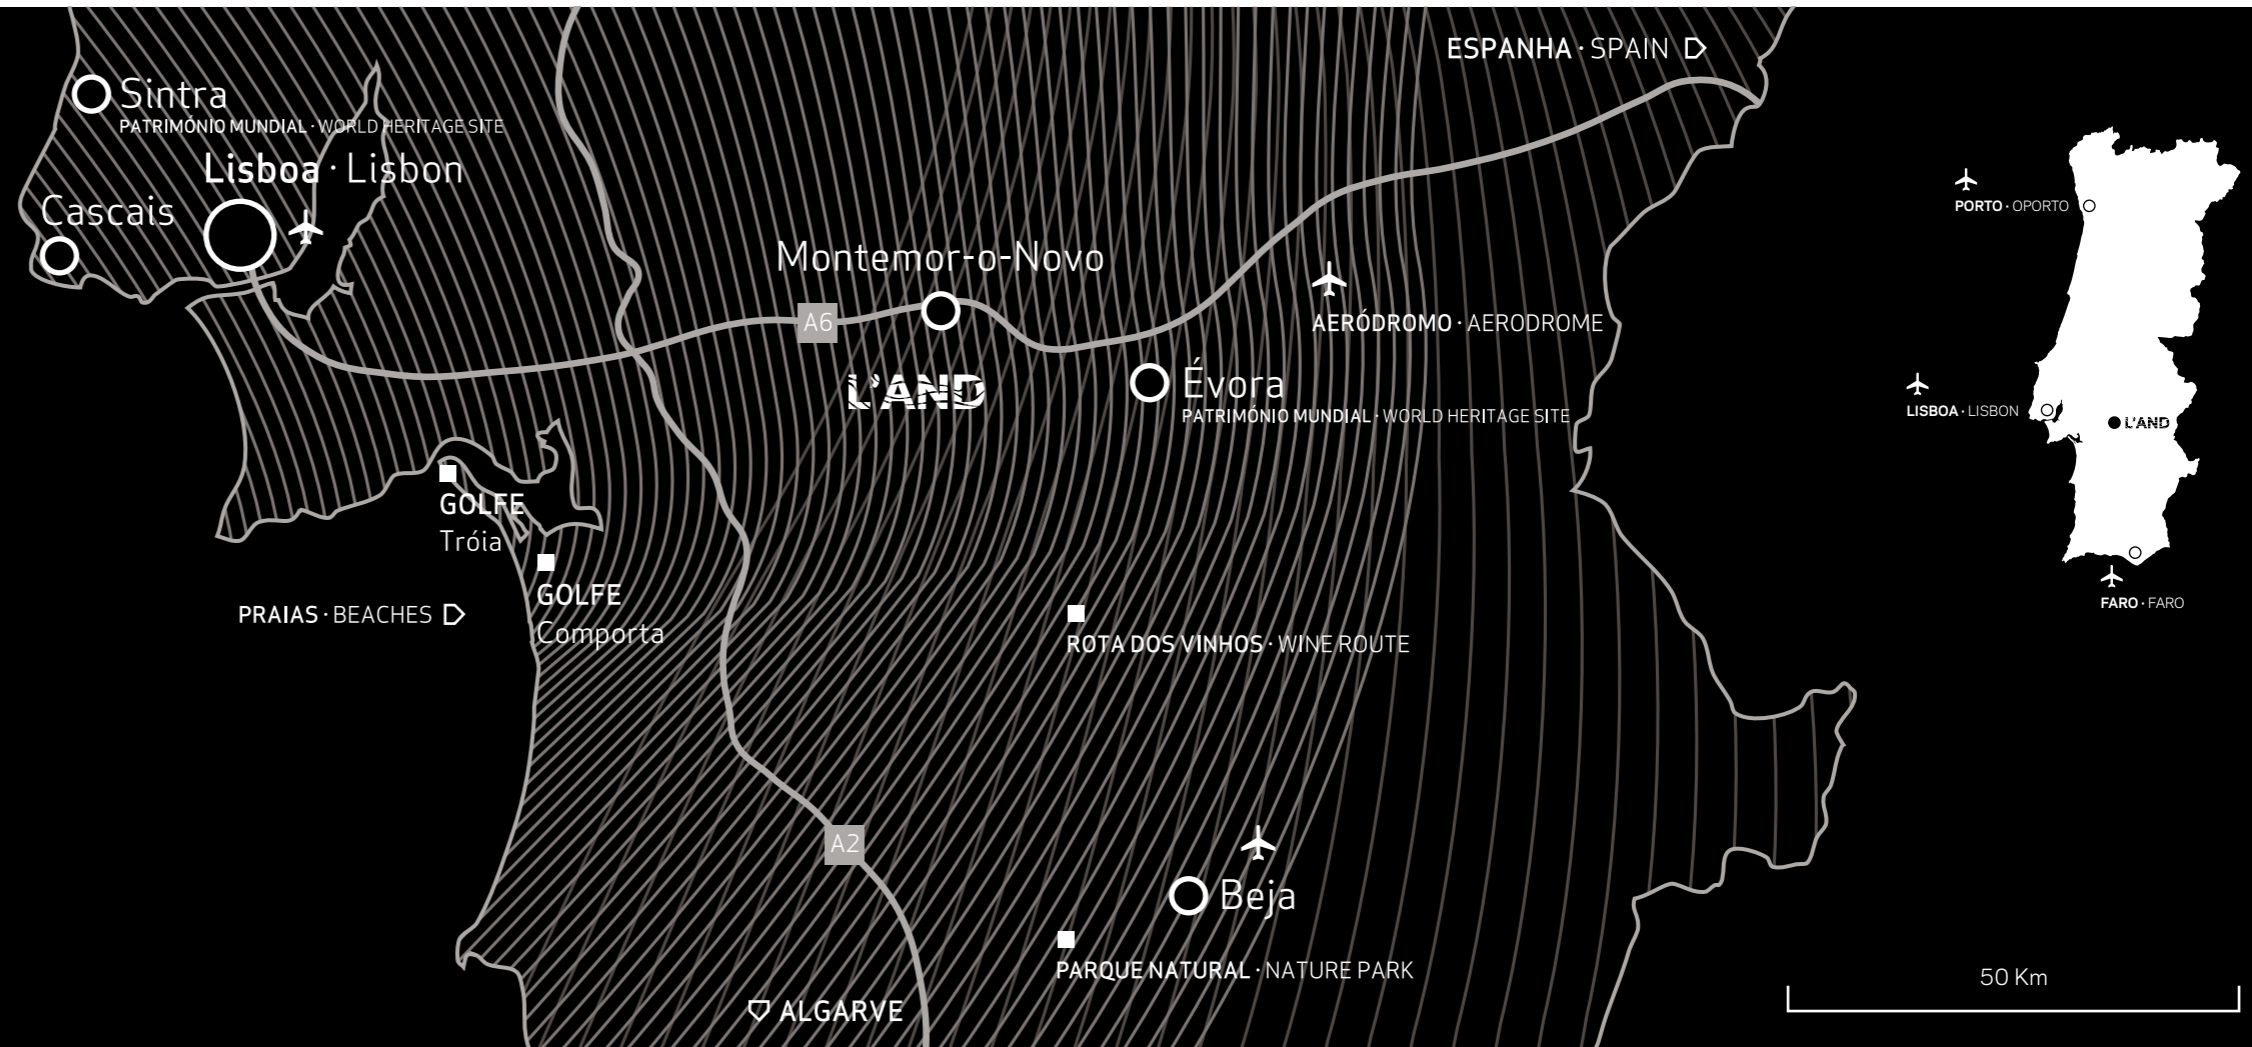 ESPANHA · SPAIN
Sintra
PATRIMÓNIO MUNDIAL · WORLD HERITAGE SITE
Lisboa · Lisbon
Cascais
Montemor-o-Novo
A6
AERÓDROMO · AERODROME
L'AND
Évora
PATRIMÓNIO MUNDIAL · WORLD HERITAGE SITE
GOLFE
Tróia
GOLFE
Comporta
PRAIAS · BEACHES
ROTA DOS VINHOS · WINE ROUTE
A2
Beja
PARQUE NATURAL · NATURE PARK
ALGARVE
PORTO · OPORTO
LISBOA · LISBON
L'AND
FARO · FARO
50 Km